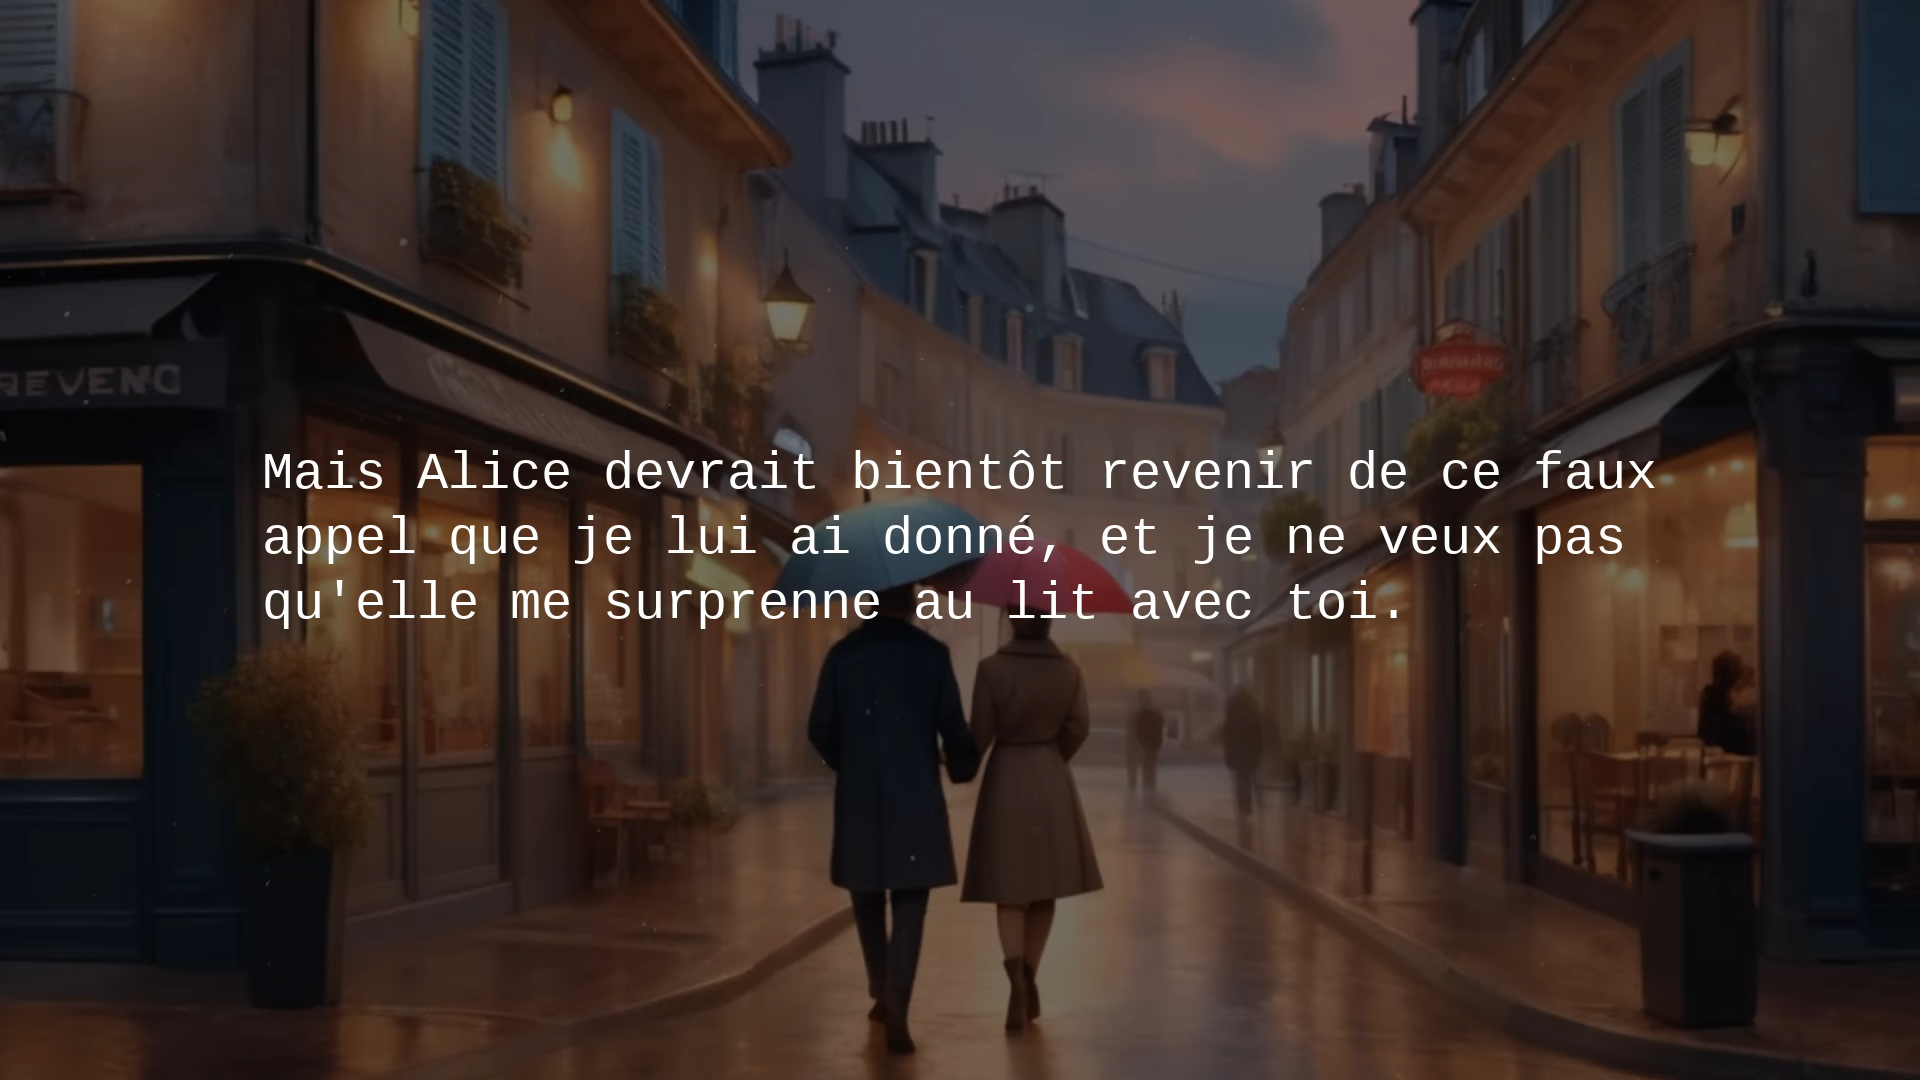 Mais Alice devrait bientôt revenir de ce faux
appel que je lui ai donné, et je ne veux pas
qu'elle me surprenne au lit avec toi.